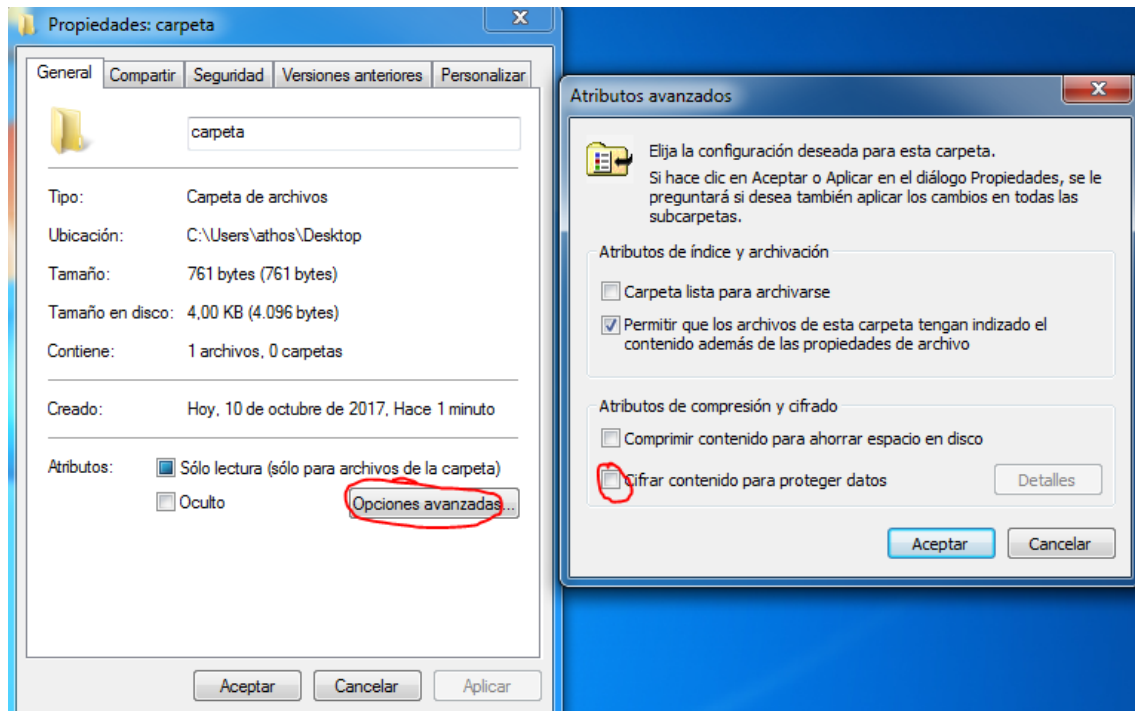 Propiedades: carpeta
General Compartir Seguridad Versiones anteriores Personalizar
carpeta
Tipo: Carpeta de archivos
Ubicación: C:\Users\athos\Desktop
Tamaño: 761 bytes (761 bytes)
Tamaño en disco: 4,00 KB (4.096 bytes)
Contiene: 1 archivos, 0 carpetas
Creado: Hoy, 10 de octubre de 2017, Hace 1 minuto
Atributos: Sólo lectura (sólo para archivos de la carpeta)
Oculto Opciones avanzadas...
Aceptar Cancelar Aplicar
Atributos avanzados
Elija la configuración deseada para esta carpeta.
Si hace clic en Aceptar o Aplicar en el diálogo Propiedades, se le
preguntará si desea también aplicar los cambios en todas las
subcarpetas.
Atributos de índice y archivación
Carpeta lista para archivarse
Permitir que los archivos de esta carpeta tengan indizado el
contenido además de las propiedades de archivo
Atributos de compresión y cifrado
Comprimir contenido para ahorrar espacio en disco
Cifrar contenido para proteger datos Detalles
Aceptar Cancelar